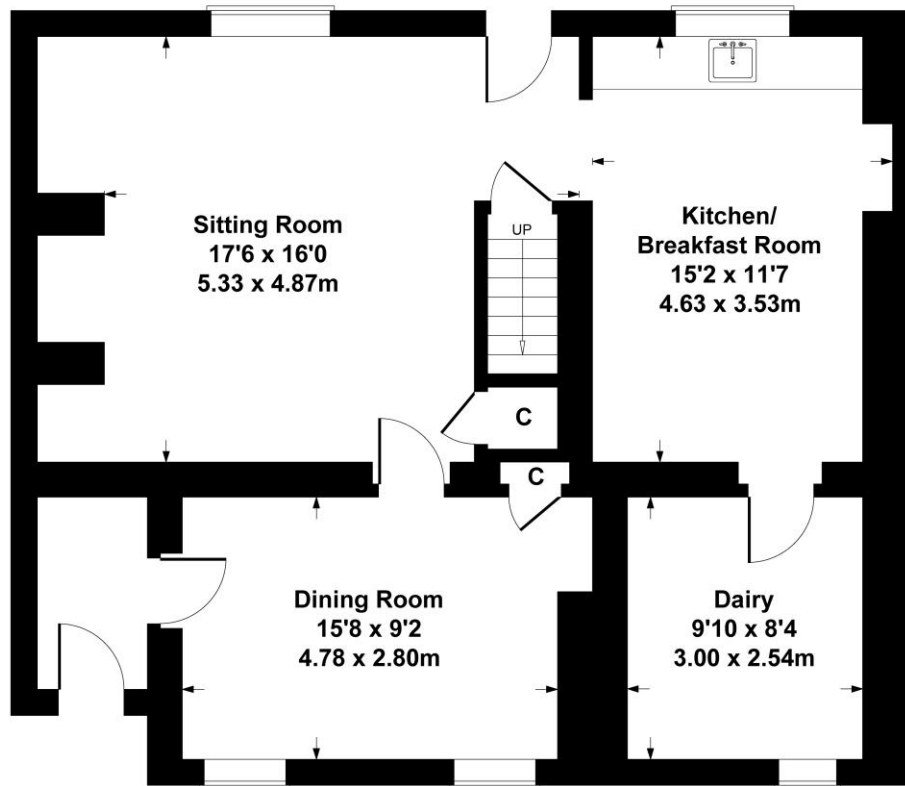 Sitting Room
17'6 x 16'0
5.33 x 4.87m
UP
Kitchen/
Breakfast Room
15'2 x 11'7
4.63 x 3.53m
C
C
Dining Room
15'8 x 9'2
4.78 x 2.80m
Dairy
9'10 x 8'4
3.00 x 2.54m